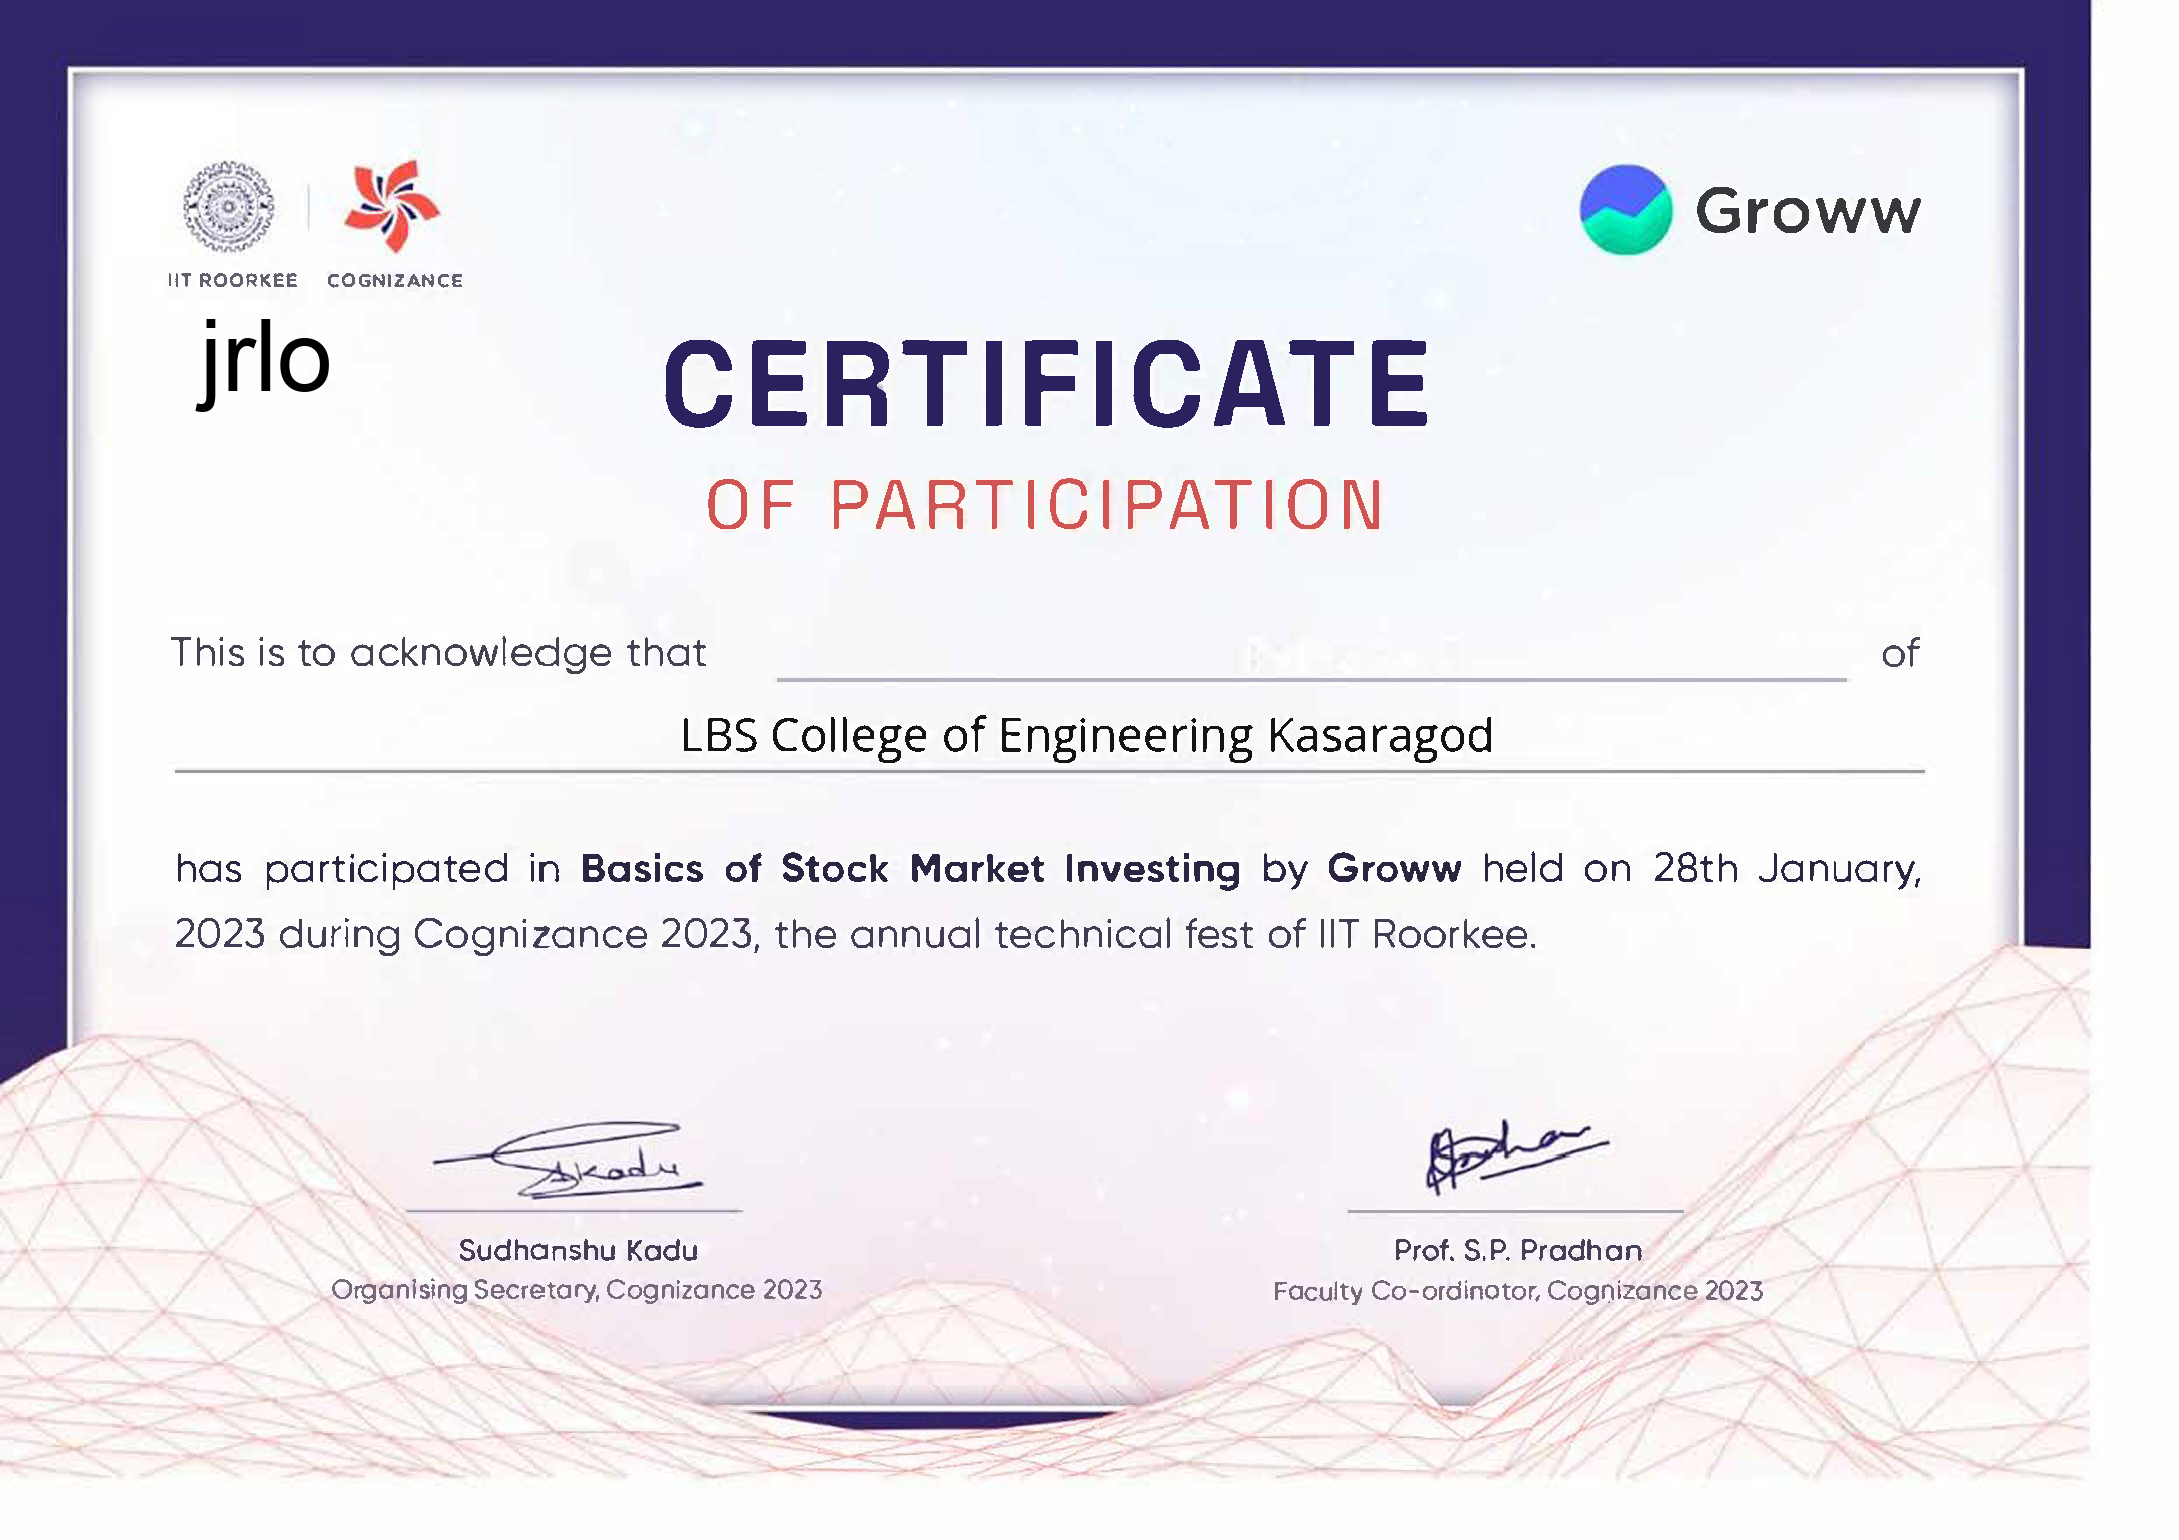 IIT ROORKEE COGNIZANCE
Groww
jrlo
CERTIFICATE
OF PARTICIPATION
This is to acknowledge that of
LBS College of Engineering Kasaragod
has participated in Basics of Stock Market Investing by Groww held on 28th January,
2023 during Cognizance 2023, the annual technical fest of IIT Roorkee.
Sudhanshu Kadu
Organising Secretary, Cognizance 2023
Prof. S.P. Pradhan
Faculty Co-ordinator, Cognizance 2023